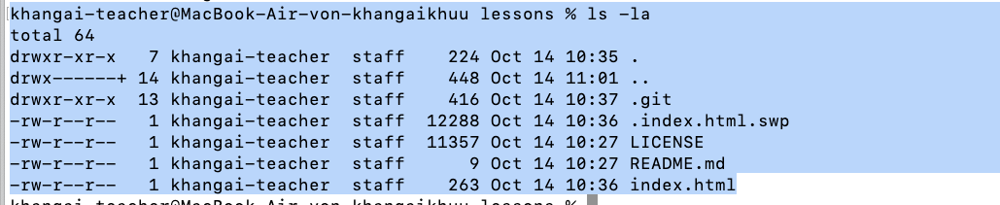 khangai-teacher@MacBook-Air-von-khangaikhuu lessons % ls -la
total 64
drwxr-xr-x   7 khangai-teacher  staff    224 Oct 14 10:35 .
drwx------+ 14 khangai-teacher  staff    448 Oct 14 11:01 ..
drwxr-xr-x  13 khangai-teacher  staff    416 Oct 14 10:37 .git
-rw-r--r--   1 khangai-teacher  staff  12288 Oct 14 10:36 .index.html.swp
-rw-r--r--   1 khangai-teacher  staff  11357 Oct 14 10:27 LICENSE
-rw-r--r--   1 khangai-teacher  staff      9 Oct 14 10:27 README.md
-rw-r--r--   1 khangai-teacher  staff    263 Oct 14 10:36 index.html
khangai-teacher@MacBook-Air-von-khangaikhuu lessons %